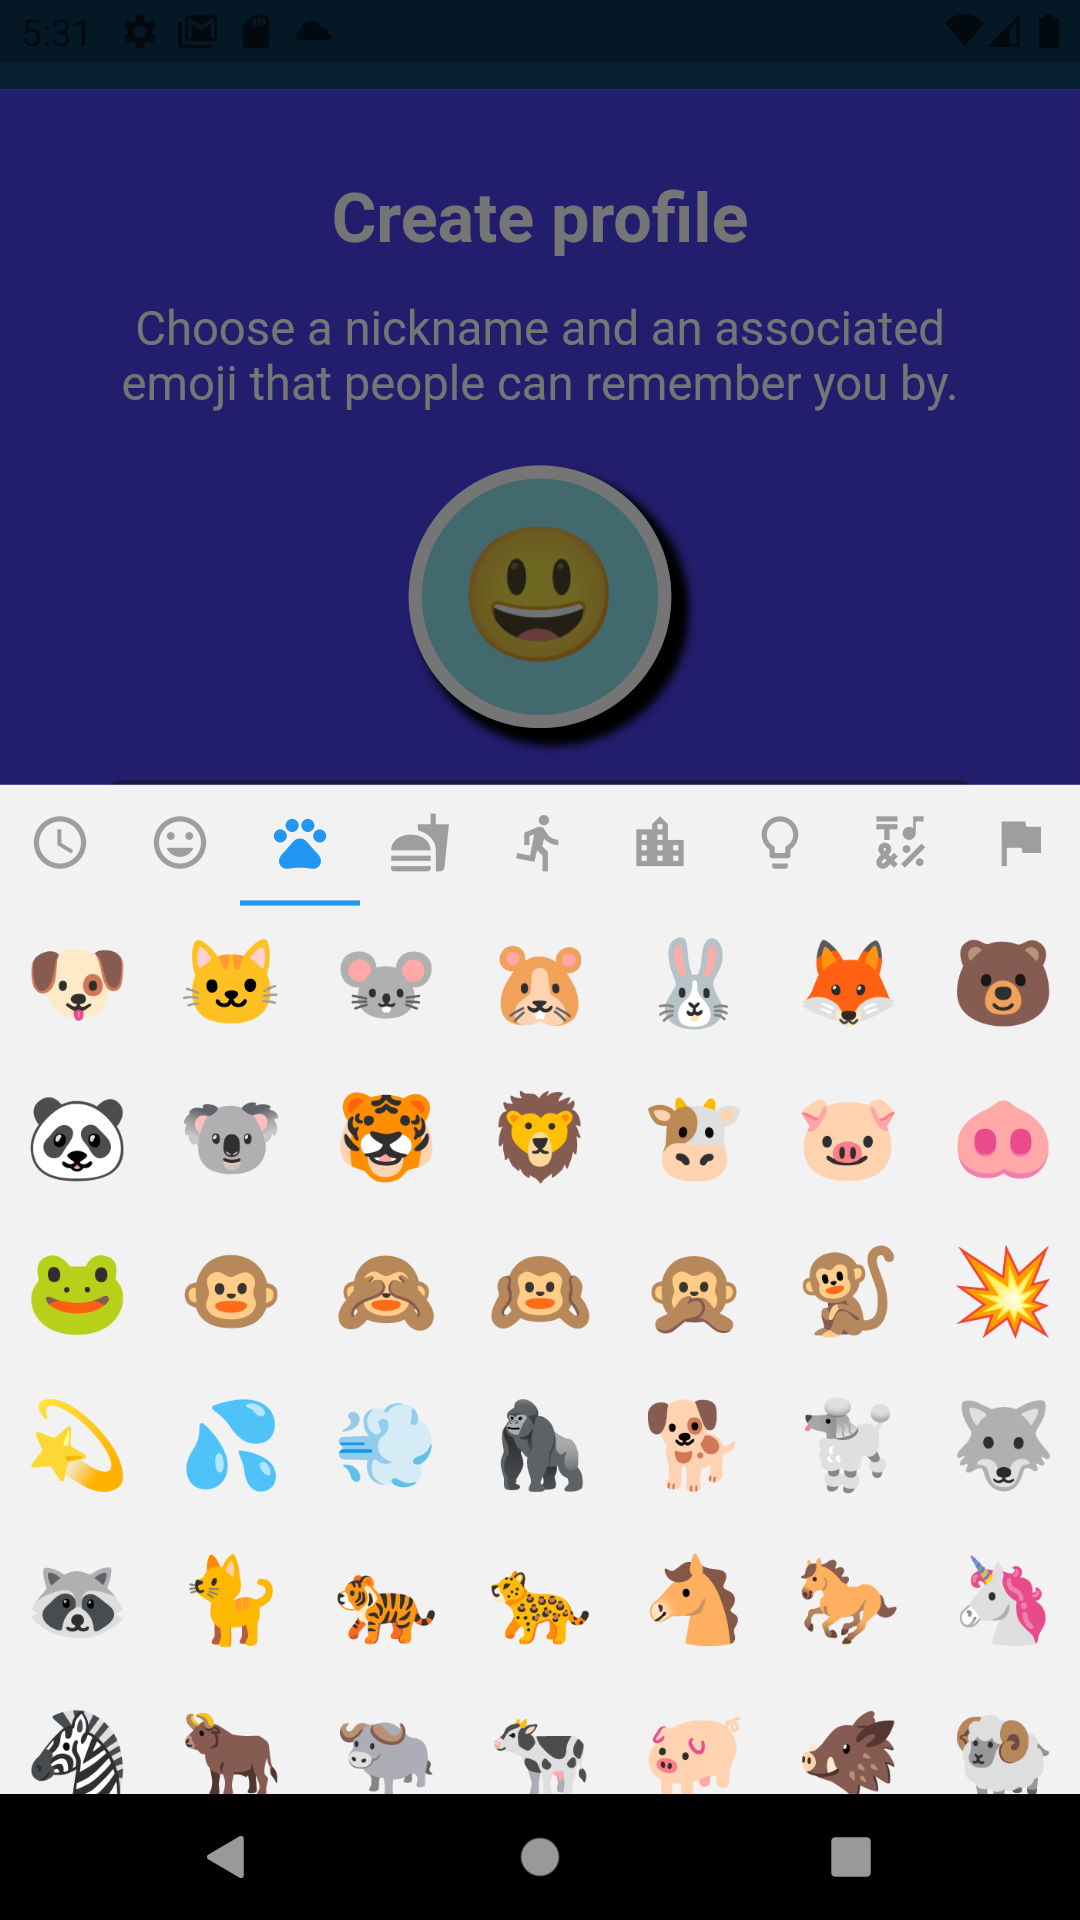 5:31
Create profile
Choose a nickname and an associated
emoji that people can remember you by.